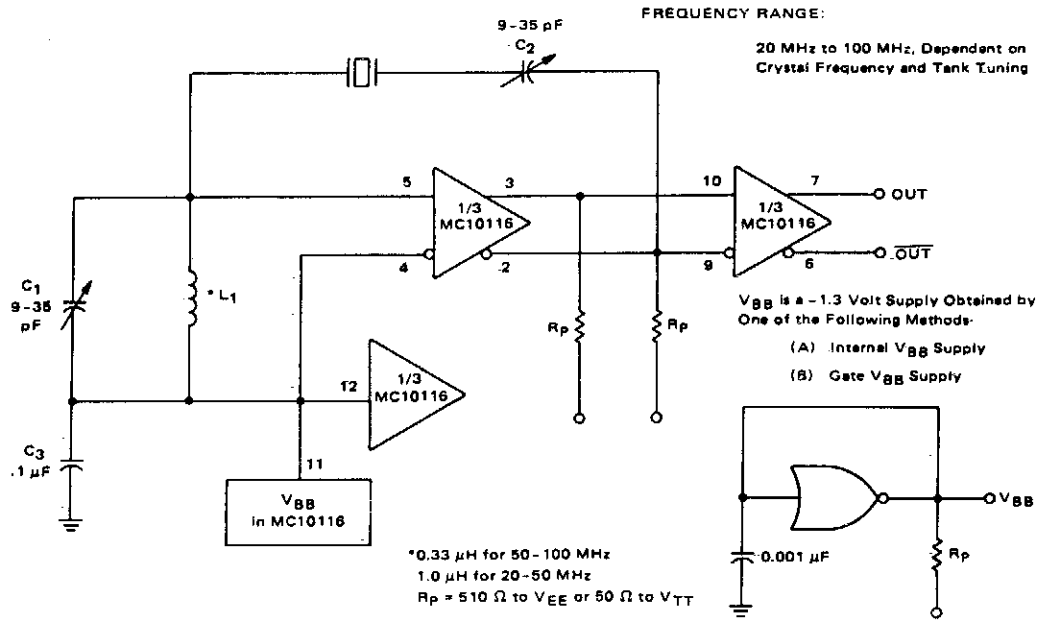 FREQUENCY RANGE:
20 MHz to 100 MHz, Dependent on
Crystal Frequency and Tank Tuning
9-35 pF
C2
5
3
10
7
OUT
1/3
MC10116
1/3
MC10116
4
2
9
6
OUT
C1
9-35
pF
* L1
RP
RP
VBB is a -1.3 Volt Supply Obtained by
One of the Following Methods
(A) Internal VBB Supply
(B) Gate VBB Supply
12
1/3
MC10116
C3
.1 µF
11
VBB
in MC10116
VBB
0.001 µF
RP
*0.33 µH for 50-100 MHz
1.0 µH for 20-50 MHz
RP = 510 Ω to VEE or 50 Ω to VTT